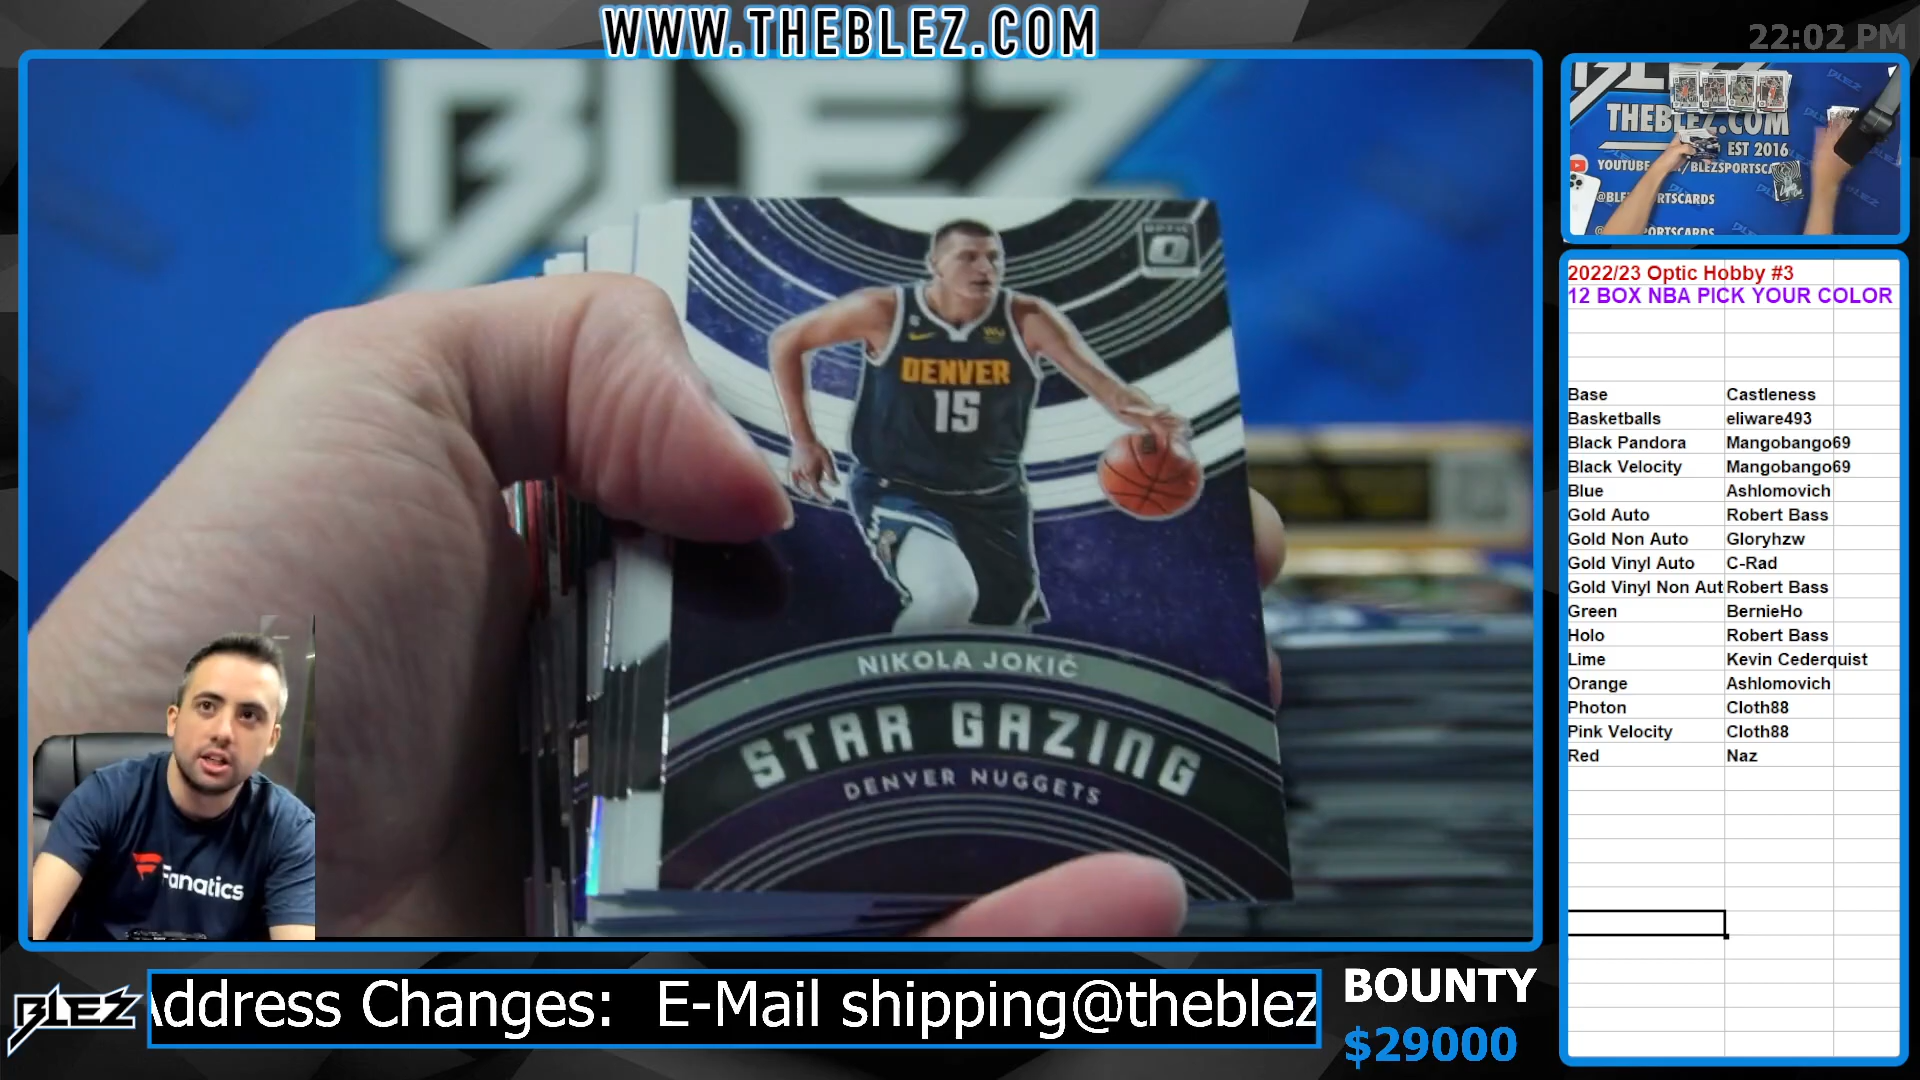 WWW.THEBLEZ.COM
22:02 PM
BLEZ
OPTIC
DENVER
15
NIKOLA JOKIĆ
STAR GAZING
DENVER NUGGETS
Fanatics
THEBLEZ.COM
EST 2016
2022/23 Optic Hobby #3
12 BOX NBA PICK YOUR COLOR
Base Castleness
Basketballs eliware493
Black Pandora Mangobango69
Black Velocity Mangobango69
Blue Ashlomovich
Gold Auto Robert Bass
Gold Non Auto Gloryhzw
Gold Vinyl Auto C-Rad
Gold Vinyl Non Aut Robert Bass
Green BernieHo
Holo Robert Bass
Lime Kevin Cederquist
Orange Ashlomovich
Photon Cloth88
Pink Velocity Cloth88
Red Naz
BLEZ
Address Changes: E-Mail shipping@theblez
BOUNTY
$29000